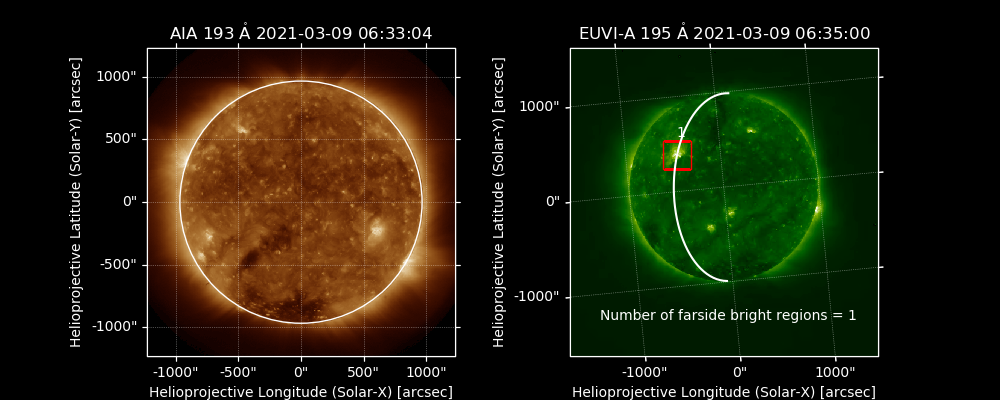 AIA 193 Å 2021-03-09 06:33:04
Helioprojective Latitude (Solar-Y) [arcsec]
1000"
500"
0"
-500"
-1000"
-1000" -500" 0" 500" 1000"
Helioprojective Longitude (Solar-X) [arcsec]
EUVI-A 195 Å 2021-03-09 06:35:00
Helioprojective Latitude (Solar-Y) [arcsec]
1000"
0"
-1000"
1
Number of farside bright regions = 1
-1000" 0" 1000"
Helioprojective Longitude (Solar-X) [arcsec]